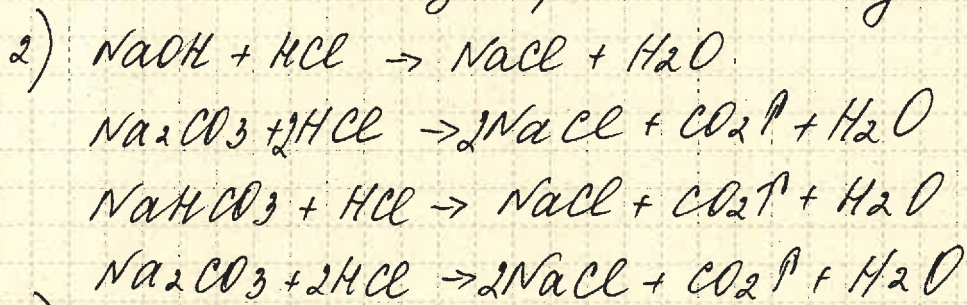 2) NaOH + HCl → NaCl + H2O
Na2CO3 + 2HCl → 2NaCl + CO2↑ + H2O
NaHCO3 + HCl → NaCl + CO2↑ + H2O
Na2CO3 + 2HCl → 2NaCl + CO2↑ + H2O